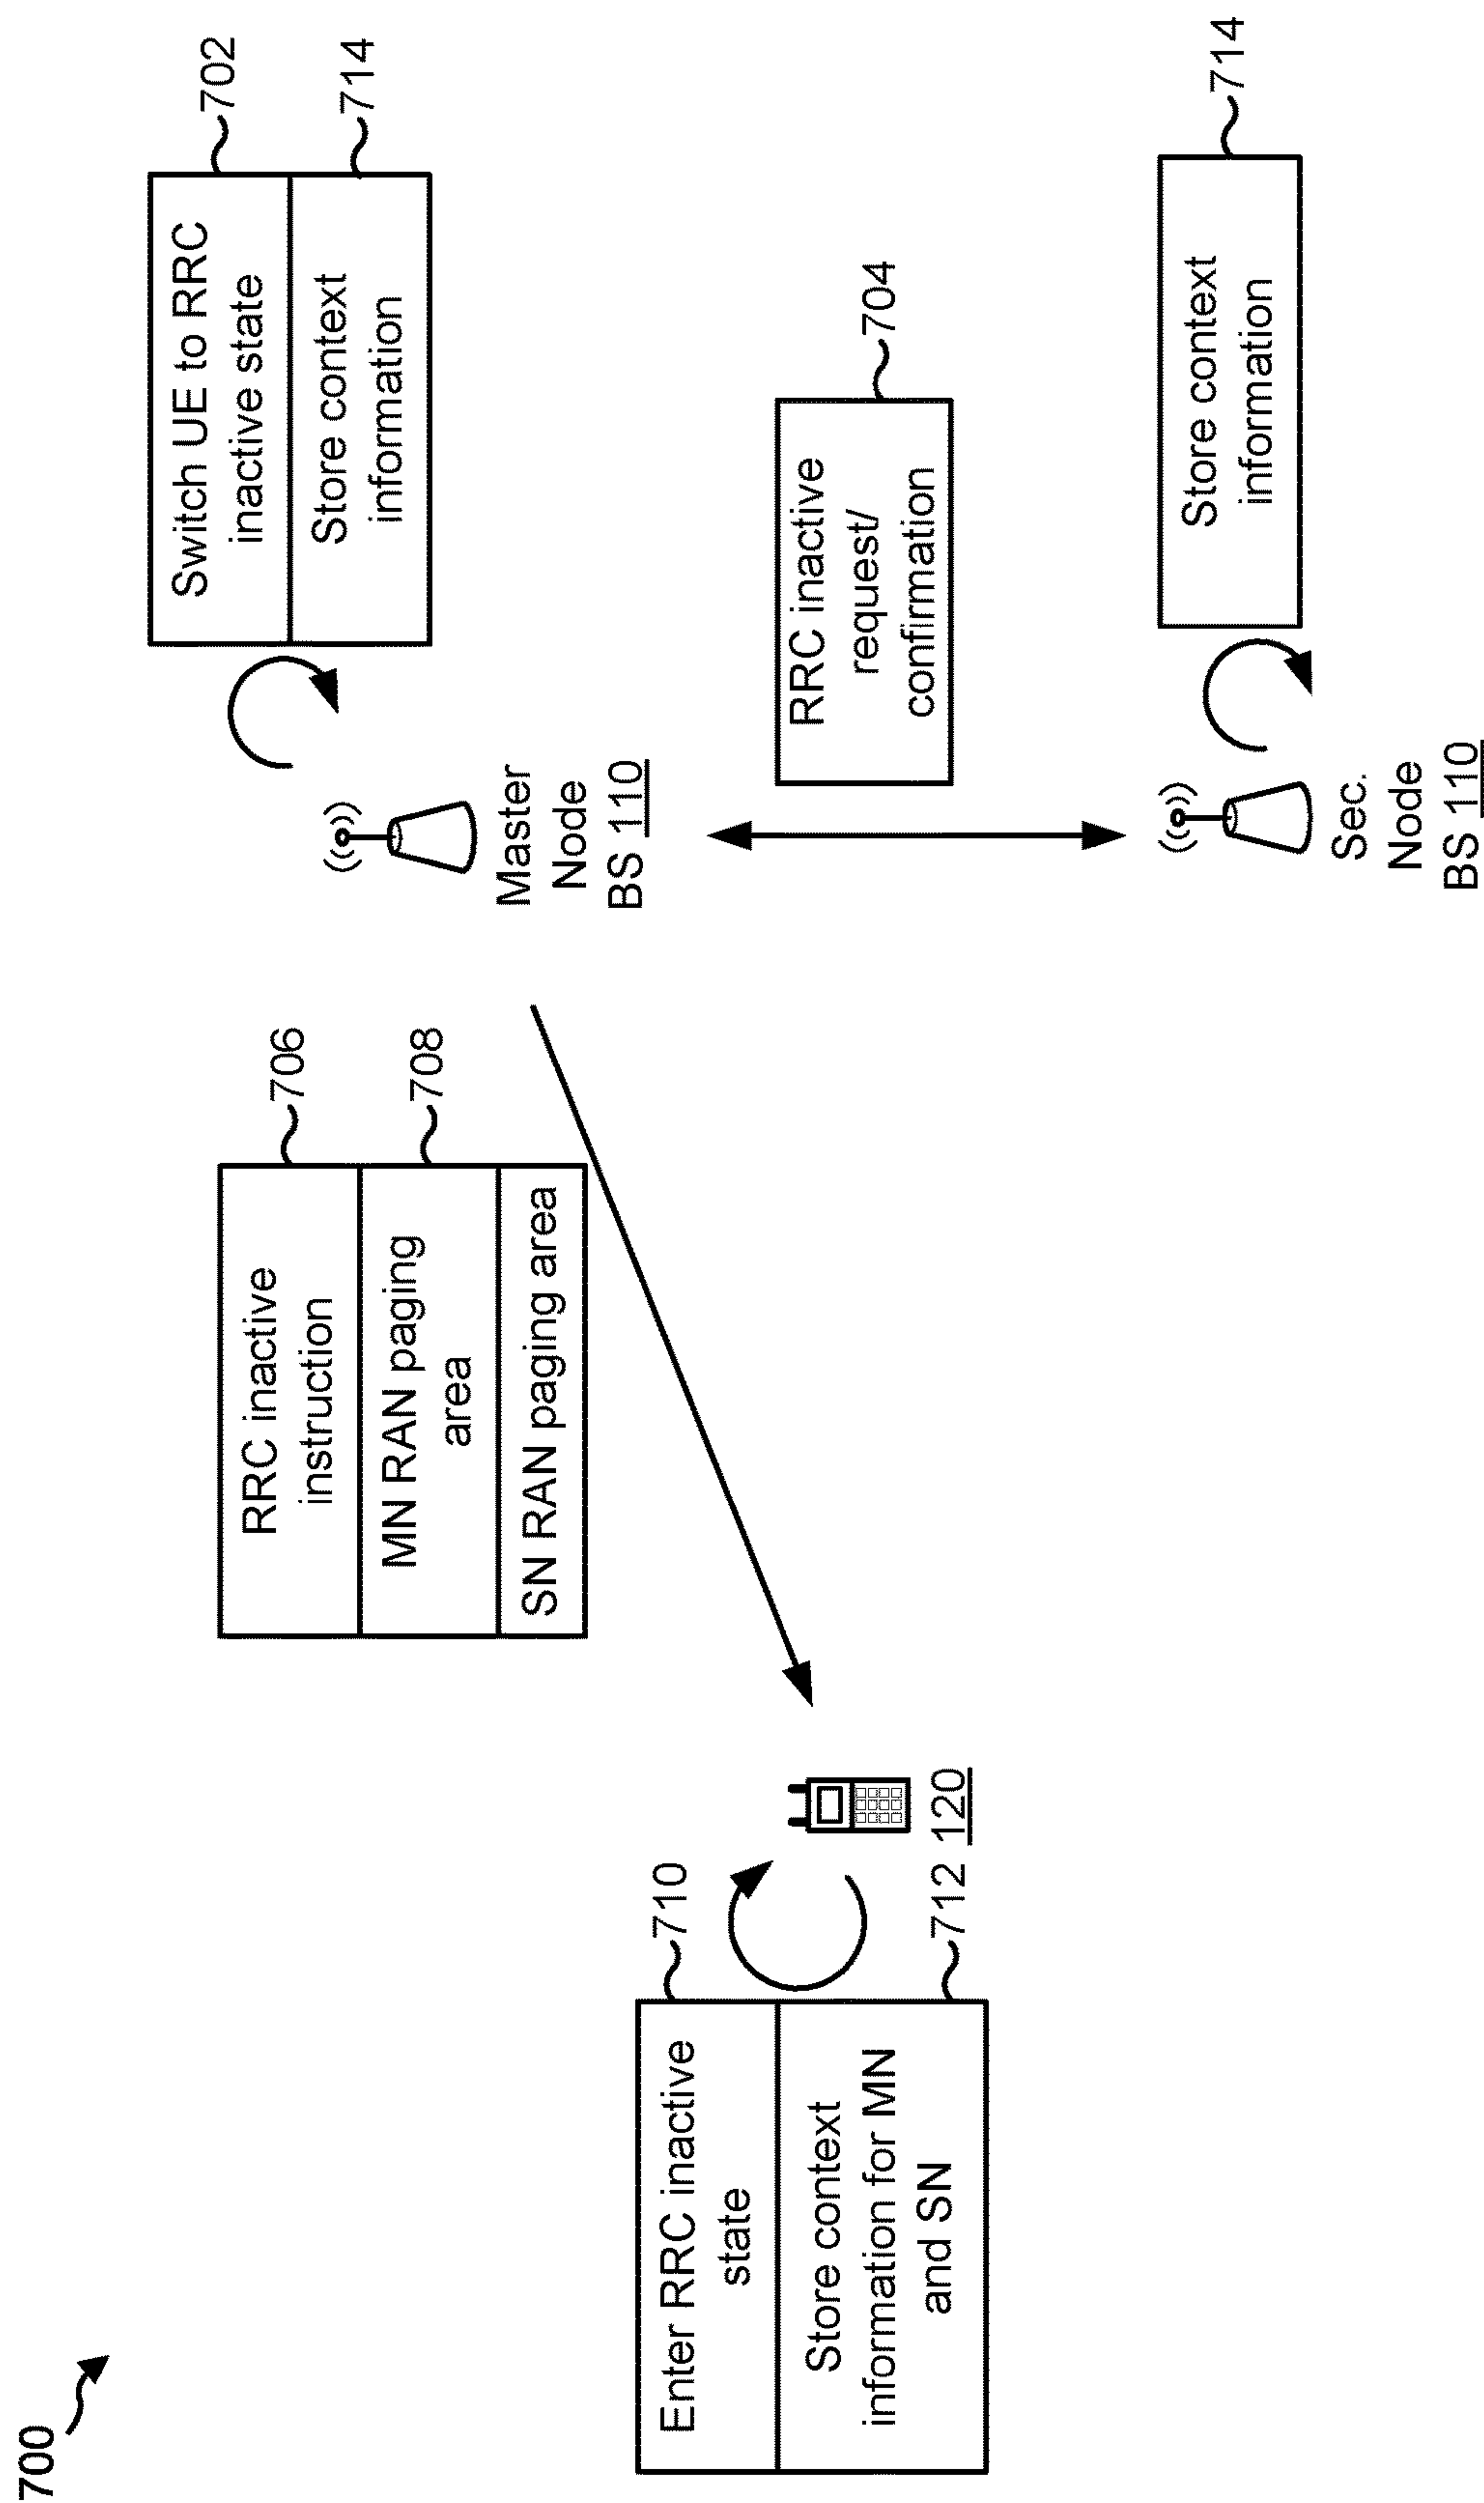 700
Enter RRC inactive
state
710
Store context
information for MN
and SN
712
120
RRC inactive
instruction
706
MN RAN paging
area
708
SN RAN paging area
Switch UE to RRC
inactive state
702
Store context
information
714
Master
Node
BS 110
RRC inactive
request/
confirmation
704
Store context
information
714
Sec.
Node
BS 110